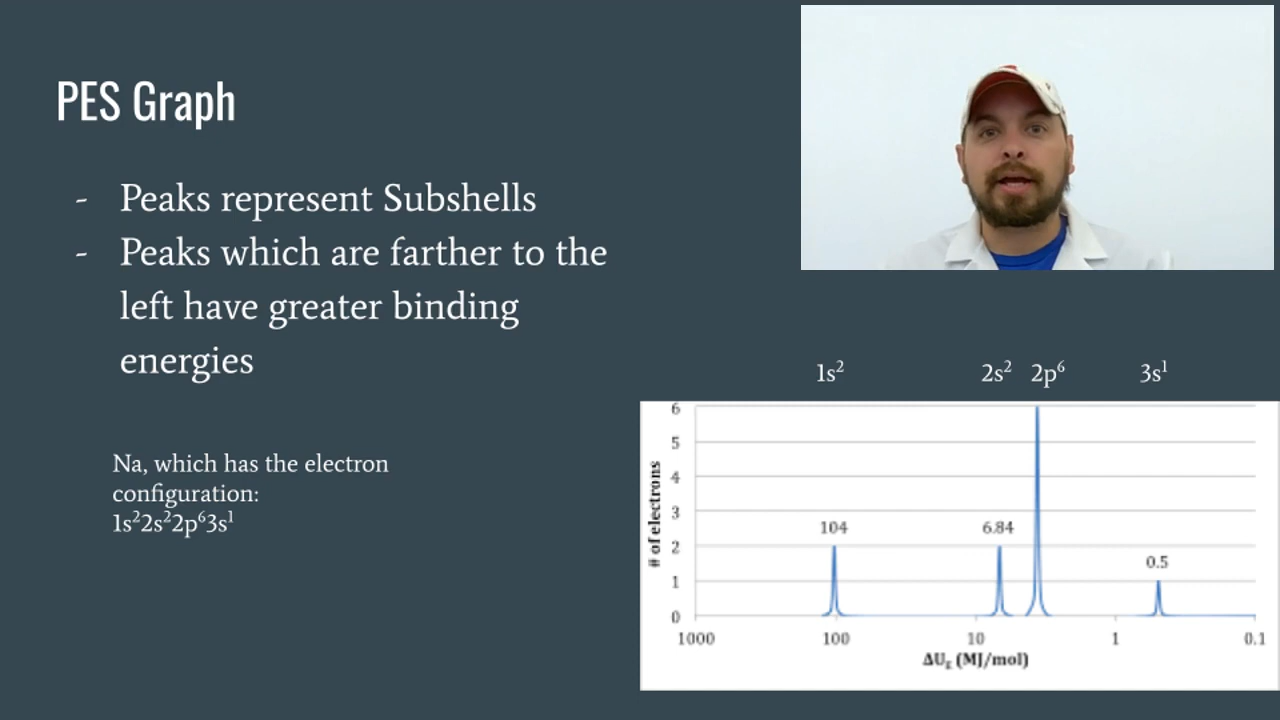 PES Graph
- Peaks represent Subshells
- Peaks which are farther to the
left have greater binding
energies
Na, which has the electron
configuration:
1s²2s²2p⁶3s¹
1s² 2s² 2p⁶ 3s¹
# of electrons
6
5
4
3
2
1
0
104
6.84
0.5
1000 100 10 1 0.1
ΔU_E (MJ/mol)